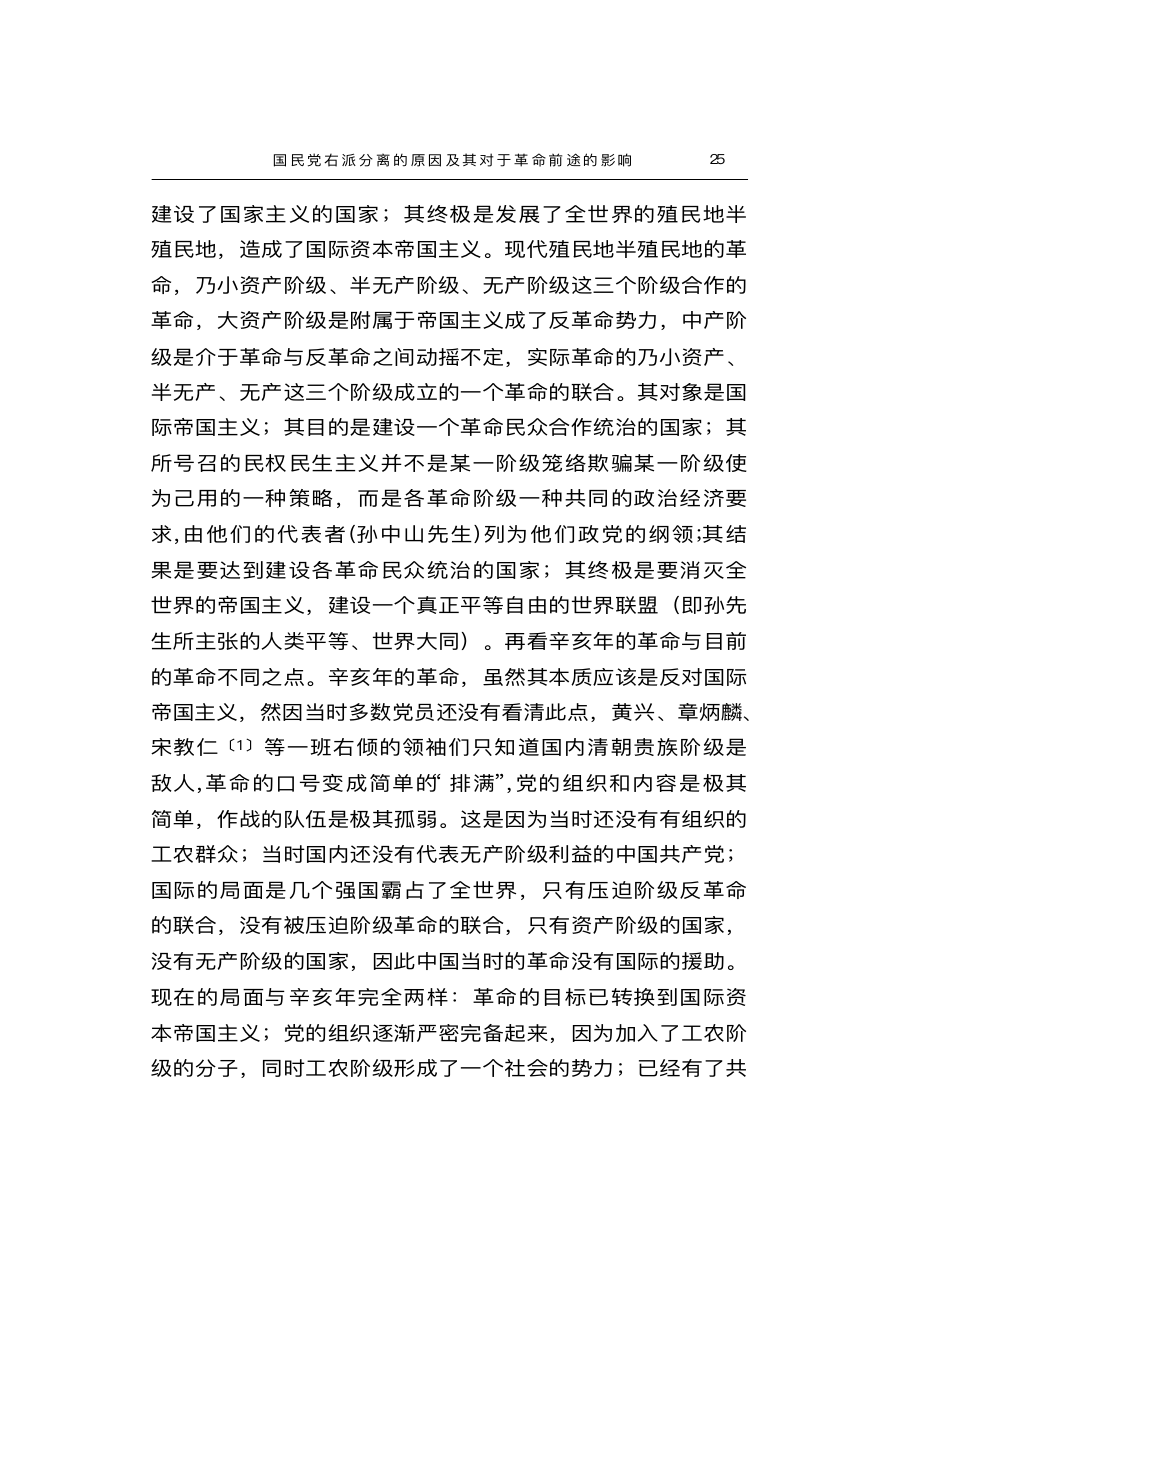 国民党右派分离的原因及其对于革命前途的影响 25
建设了国家主义的国家；其终极是发展了全世界的殖民地半
殖民地，造成了国际资本帝国主义。现代殖民地半殖民地的革
命，乃小资产阶级、半无产阶级、无产阶级这三个阶级合作的
革命，大资产阶级是附属于帝国主义成了反革命势力，中产阶
级是介于革命与反革命之间动摇不定，实际革命的乃小资产、
半无产、无产这三个阶级成立的一个革命的联合。其对象是国
际帝国主义；其目的是建设一个革命民众合作统治的国家；其
所号召的民权民生主义并不是某一阶级笼络欺骗某一阶级使
为己用的一种策略，而是各革命阶级一种共同的政治经济要
求,由他们的代表者(孙中山先生)列为他们政党的纲领;其结
果是要达到建设各革命民众统治的国家；其终极是要消灭全
世界的帝国主义，建设一个真正平等自由的世界联盟（即孙先
生所主张的人类平等、世界大同）。再看辛亥年的革命与目前
的革命不同之点。辛亥年的革命，虽然其本质应该是反对国际
帝国主义，然因当时多数党员还没有看清此点，黄兴、章炳麟、
宋教仁〔1〕等一班右倾的领袖们只知道国内清朝贵族阶级是
敌人,革命的口号变成简单的“排满”,党的组织和内容是极其
简单，作战的队伍是极其孤弱。这是因为当时还没有有组织的
工农群众；当时国内还没有代表无产阶级利益的中国共产党；
国际的局面是几个强国霸占了全世界，只有压迫阶级反革命
的联合，没有被压迫阶级革命的联合，只有资产阶级的国家，
没有无产阶级的国家，因此中国当时的革命没有国际的援助。
现在的局面与辛亥年完全两样：革命的目标已转换到国际资
本帝国主义；党的组织逐渐严密完备起来，因为加入了工农阶
级的分子，同时工农阶级形成了一个社会的势力；已经有了共